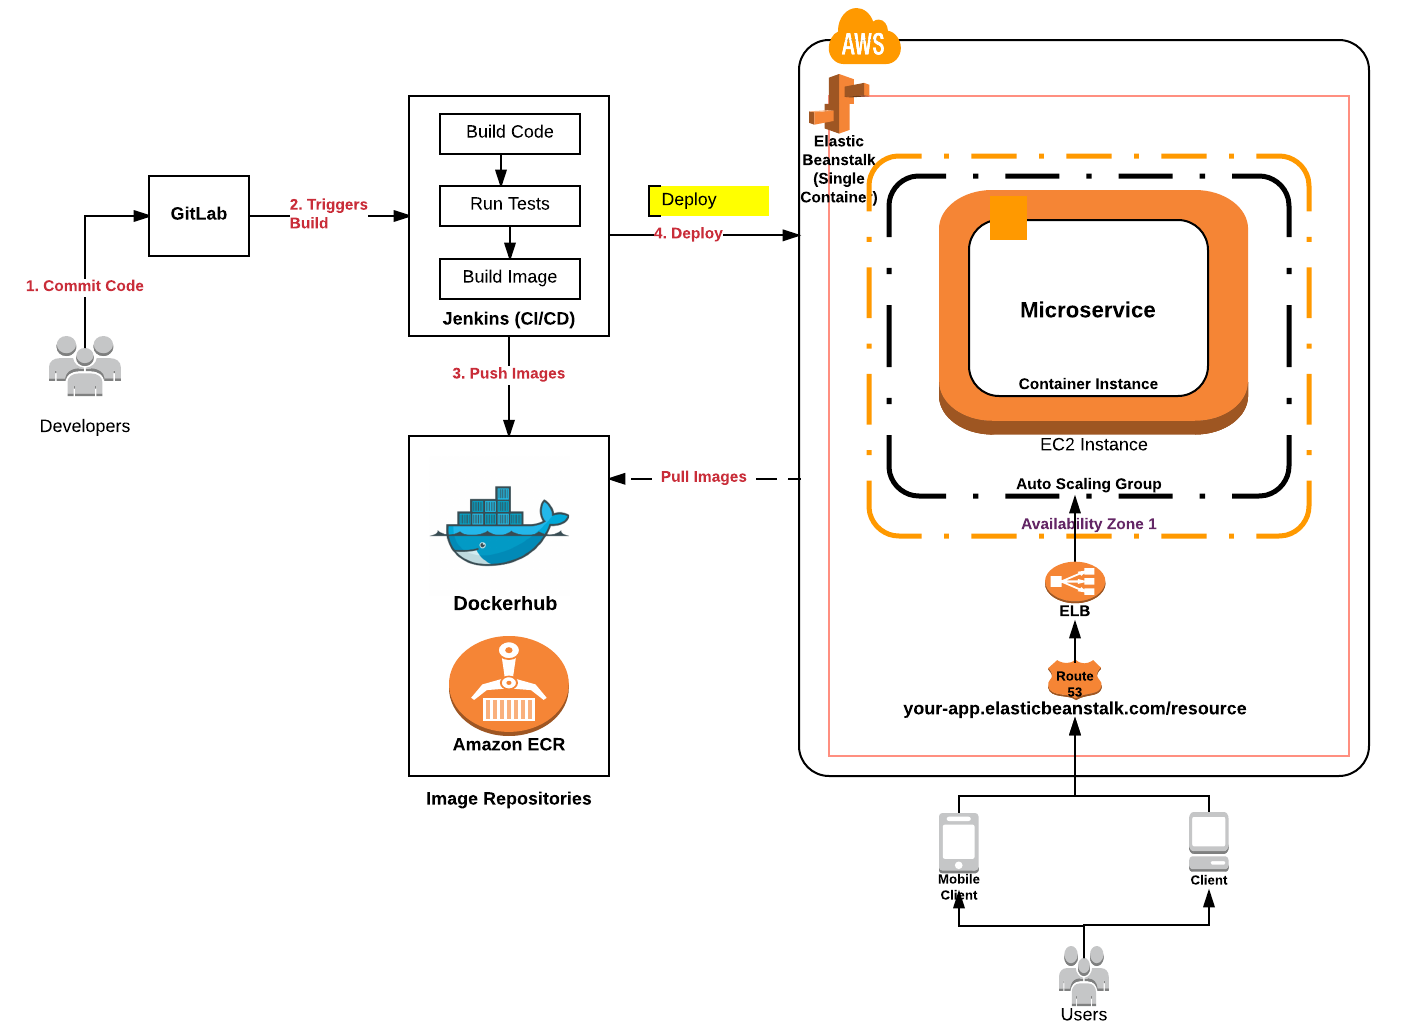 AWS
Elastic
Beanstalk
(Single
Container)
Build Code
Run Tests
Build Image
Jenkins (CI/CD)
GitLab
2. Triggers
Build
Deploy
4. Deploy
1. Commit Code
Developers
3. Push Images
Microservice
Container Instance
EC2 Instance
Auto Scaling Group
Availability Zone 1
Pull Images
Dockerhub
Amazon ECR
Image Repositories
ELB
Route
53
your-app.elasticbeanstalk.com/resource
Mobile
Client
Client
Users